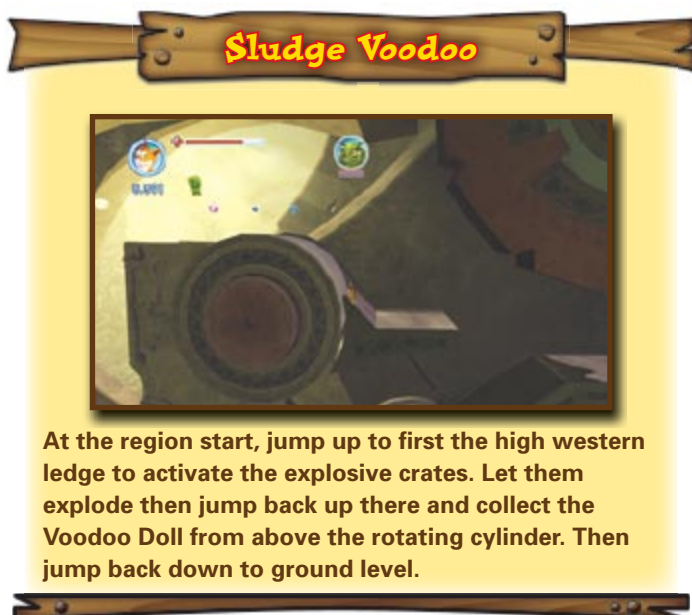 Sludge Voodoo
At the region start, jump up to first the high western
ledge to activate the explosive crates. Let them
explode then jump back up there and collect the
Voodoo Doll from above the rotating cylinder. Then
jump back down to ground level.